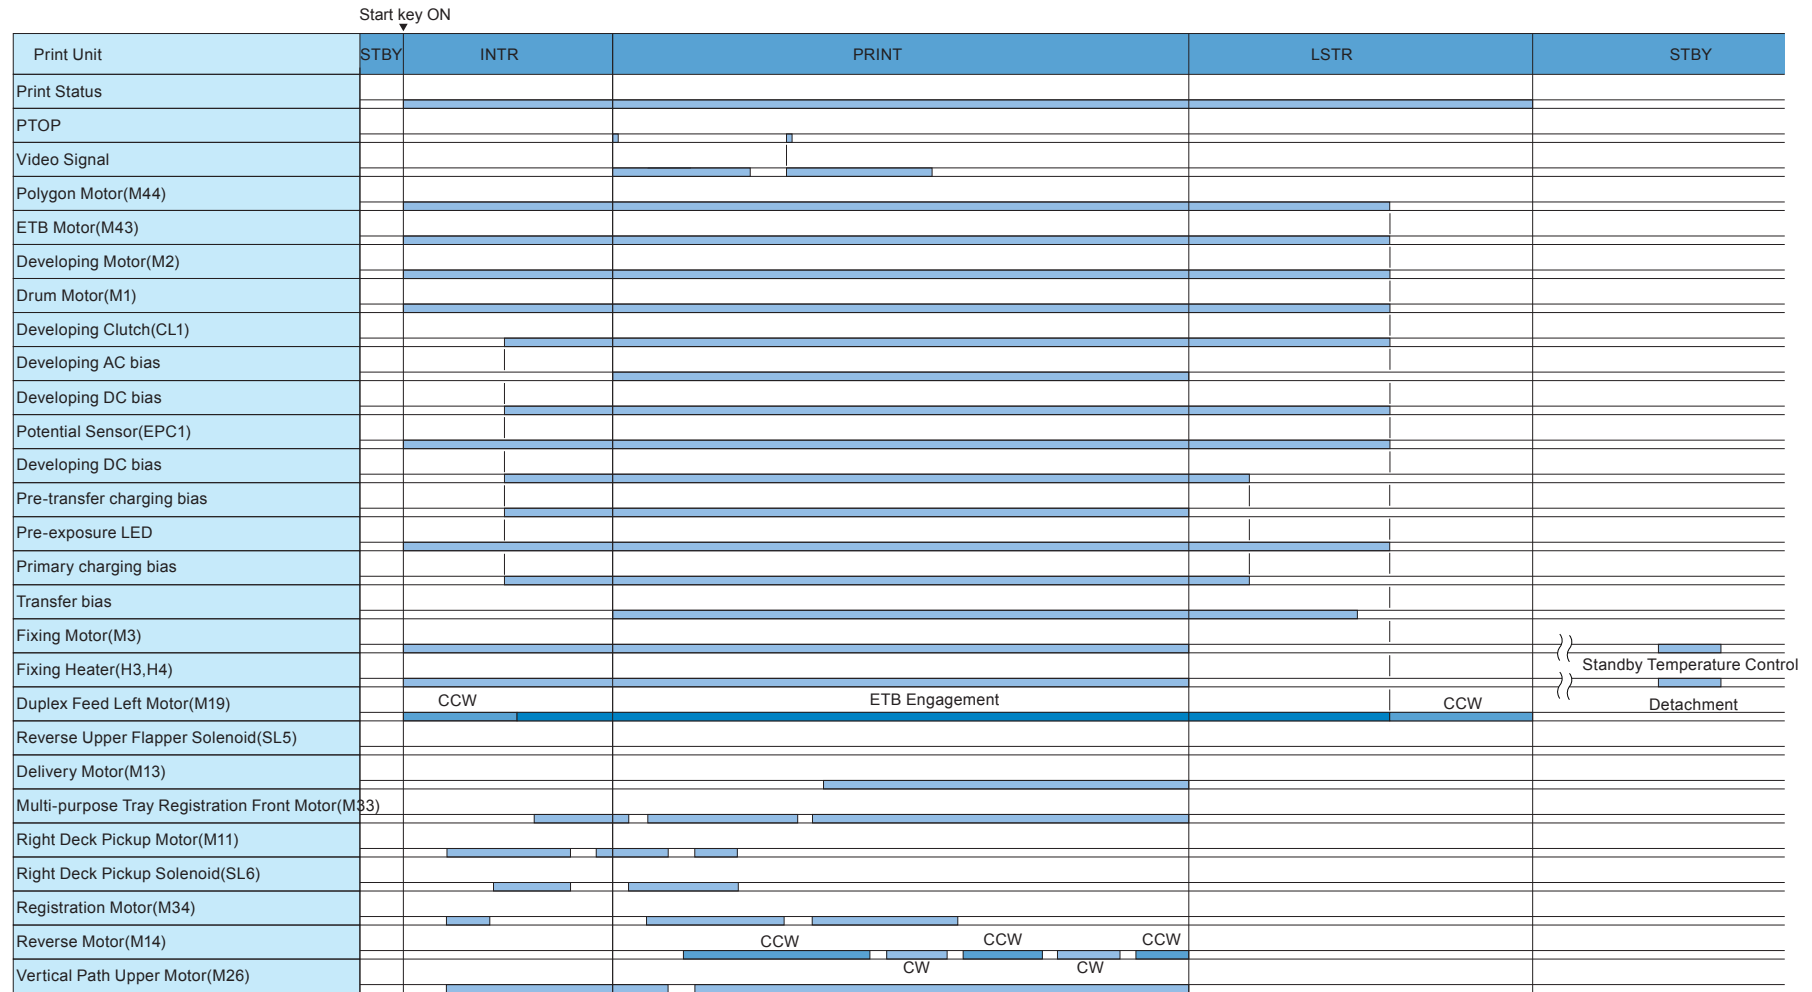 Start key ON
Print Unit STBY INTR PRINT LSTR STBY
Print Status
PTOP
Video Signal
Polygon Motor(M44)
ETB Motor(M43)
Developing Motor(M2)
Drum Motor(M1)
Developing Clutch(CL1)
Developing AC bias
Developing DC bias
Potential Sensor(EPC1)
Developing DC bias
Pre-transfer charging bias
Pre-exposure LED
Primary charging bias
Transfer bias
Fixing Motor(M3)
Standby Temperature Control
Fixing Heater(H3,H4)
Duplex Feed Left Motor(M19) CCW ETB Engagement CCW Detachment
Reverse Upper Flapper Solenoid(SL5)
Delivery Motor(M13)
Multi-purpose Tray Registration Front Motor(M33)
Right Deck Pickup Motor(M11)
Right Deck Pickup Solenoid(SL6)
Registration Motor(M34)
Reverse Motor(M14) CCW CCW CCW
CW CW
Vertical Path Upper Motor(M26)